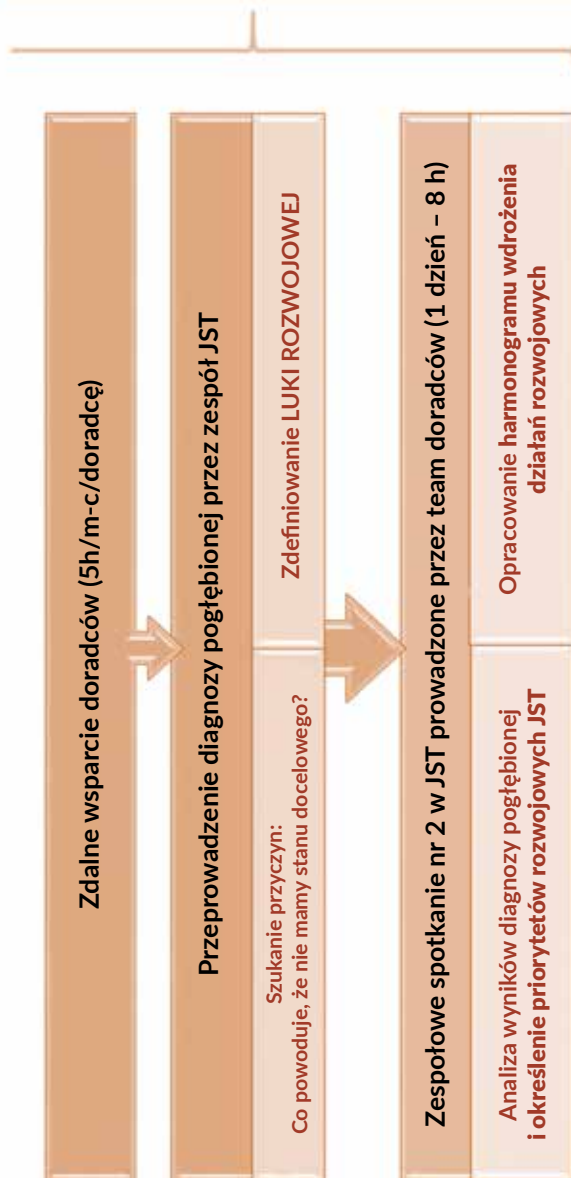 Zdalne wsparcie doradców (5h/m-c/doradcę)
Przeprowadzenie diagnozy pogłębionej przez zespół JST
Szukanie przyczyn:
Co powoduje, że nie mamy stanu docelowego?
Zdefiniowanie LUKI ROZWOJOWEJ
Zespołowe spotkanie nr 2 w JST prowadzone przez team doradców (1 dzień – 8 h)
Analiza wyników diagnozy pogłębionej
i określenie priorytetów rozwojowych JST
Opracowanie harmonogramu wdrożenia
działań rozwojowych